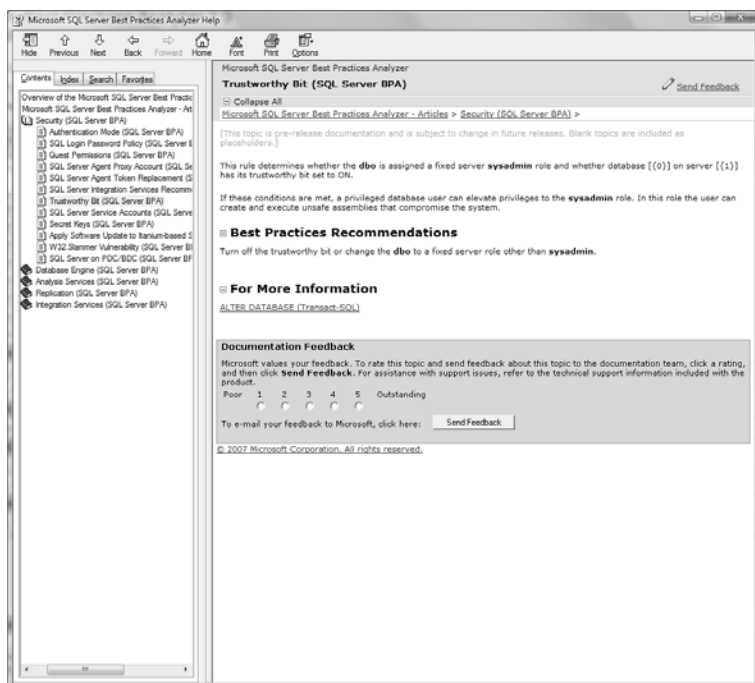 Microsoft SQL Server Best Practices Analyzer Help
Hide Previous Next Back Forward Home Font Print Options
Contents Index Search Favorites
Overview of the Microsoft SQL Server Best Practic
Microsoft SQL Server Best Practices Analyzer - Art
Security (SQL Server BPA)
Authentication Mode (SQL Server BPA)
SQL Login Password Policy (SQL Server E
Guest Permissions (SQL Server BPA)
SQL Server Agent Proxy Account (SQL Se
SQL Server Agent Token Replacement (S
SQL Server Integration Services Recomm
Trustworthy Bit (SQL Server BPA)
SQL Server Service Accounts (SQL Serve
Secret Keys (SQL Server BPA)
Apply Software Update to Itanium-based S
W32.Slammer Vulnerability (SQL Server BI
SQL Server on PDC/BDC (SQL Server BF
Database Engine (SQL Server BPA)
Analysis Services (SQL Server BPA)
Replication (SQL Server BPA)
Integration Services (SQL Server BPA)
Microsoft SQL Server Best Practices Analyzer
Trustworthy Bit (SQL Server BPA)
Send Feedback
Collapse All
Microsoft SQL Server Best Practices Analyzer - Articles > Security (SQL Server BPA) >
[This topic is pre-release documentation and is subject to change in future releases. Blank topics are included as
placeholders.]
This rule determines whether the dbo is assigned a fixed server sysadmin role and whether database [{0}] on server [{1}]
has its trustworthy bit set to ON.
If these conditions are met, a privileged database user can elevate privileges to the sysadmin role. In this role the user can
create and execute unsafe assemblies that compromise the system.
Best Practices Recommendations
Turn off the trustworthy bit or change the dbo to a fixed server role other than sysadmin.
For More Information
ALTER DATABASE (Transact-SQL)
Documentation Feedback
Microsoft values your feedback. To rate this topic and send feedback about this topic to the documentation team, click a rating,
and then click Send Feedback. For assistance with support issues, refer to the technical support information included with the
product.
Poor 1 2 3 4 5 Outstanding
To e-mail your feedback to Microsoft, click here: Send Feedback
© 2007 Microsoft Corporation. All rights reserved.